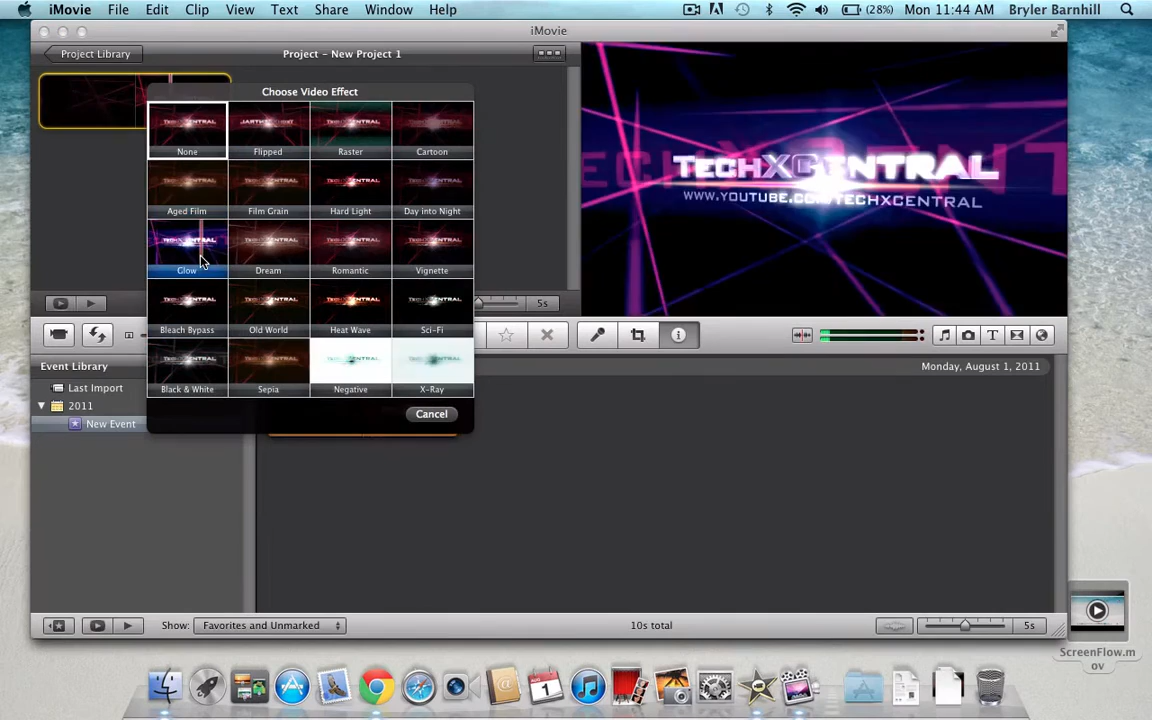 iMovie File Edit Clip View Text Share Window Help (28%) Mon 11:44 AM Bryler Barnhill
iMovie
Project Library Project - New Project 1
Choose Video Effect
None Flipped Raster Cartoon
Aged Film Film Grain Hard Light Day into Night
Glow Dream Romantic Vignette
Bleach Bypass Old World Heat Wave Sci-Fi
Black & White Sepia Negative X-Ray
Cancel
TechXCentral
www.youtube.com/techxcentral
5s
Event Library Monday, August 1, 2011
Last Import
2011
New Event
Show: Favorites and Unmarked 10s total 5s
ScreenFlow.m
ov